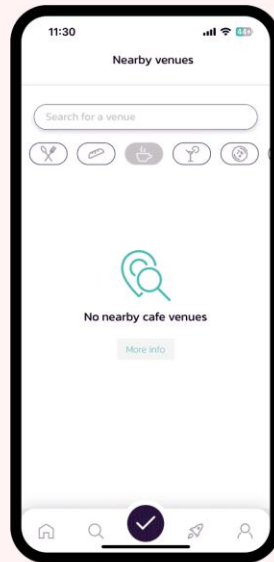 11:30
Nearby venues
Search for a venue
No nearby cafe venues
More info